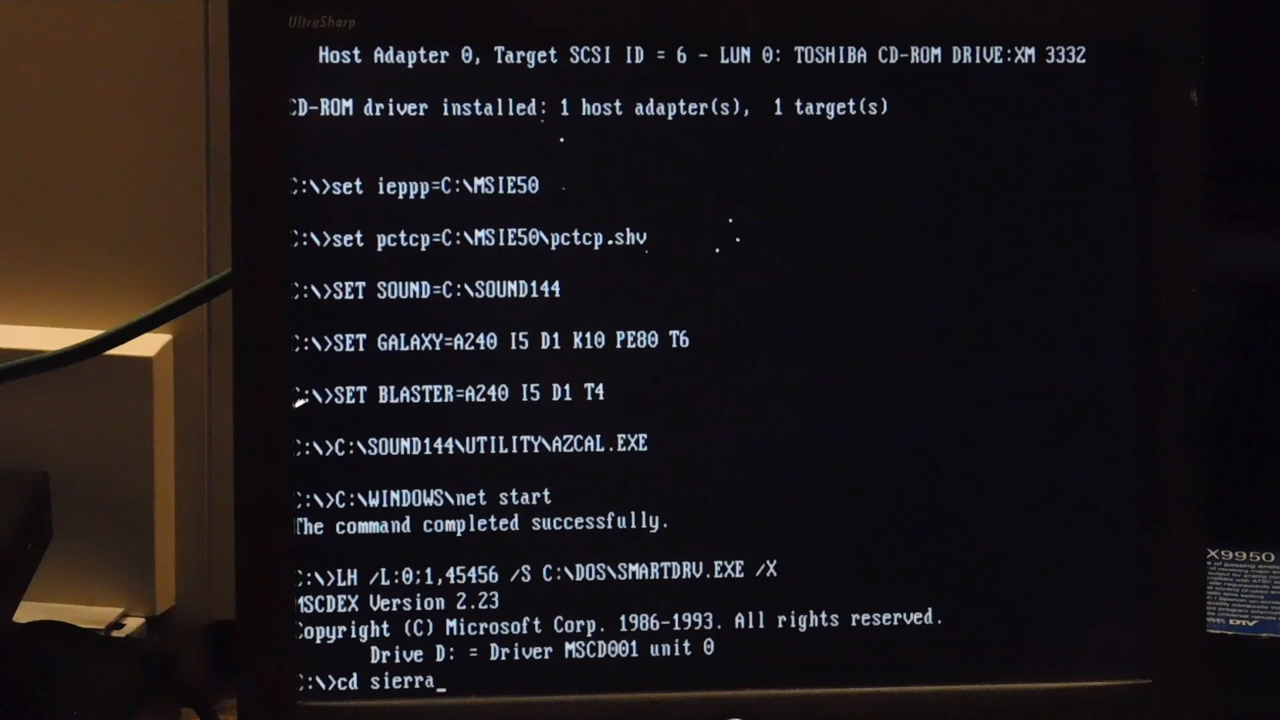 UltraSharp
Host Adapter 0, Target SCSI ID = 6 - LUN 0: TOSHIBA CD-ROM DRIVE:XM 3332
CD-ROM driver installed: 1 host adapter(s), 1 target(s)
C:\>set ieppp=C:\MSIE50
C:\>set pctcp=C:\MSIE50\pctcp.shv
C:\>SET SOUND=C:\SOUND144
C:\>SET GALAXY=A240 I5 D1 K10 PE80 T6
C:\>SET BLASTER=A240 I5 D1 T4
C:\>C:\SOUND144\UTILITY\AZCAL.EXE
C:\>C:\WINDOWS\net start
The command completed successfully.
C:\>LH /L:0;1,45456 /S C:\DOS\SMARTDRV.EXE /X
MSCDEX Version 2.23
Copyright (C) Microsoft Corp. 1986-1993. All rights reserved.
Drive D: = Driver MSCD001 unit 0
C:\>cd sierra_
X9950
DTV